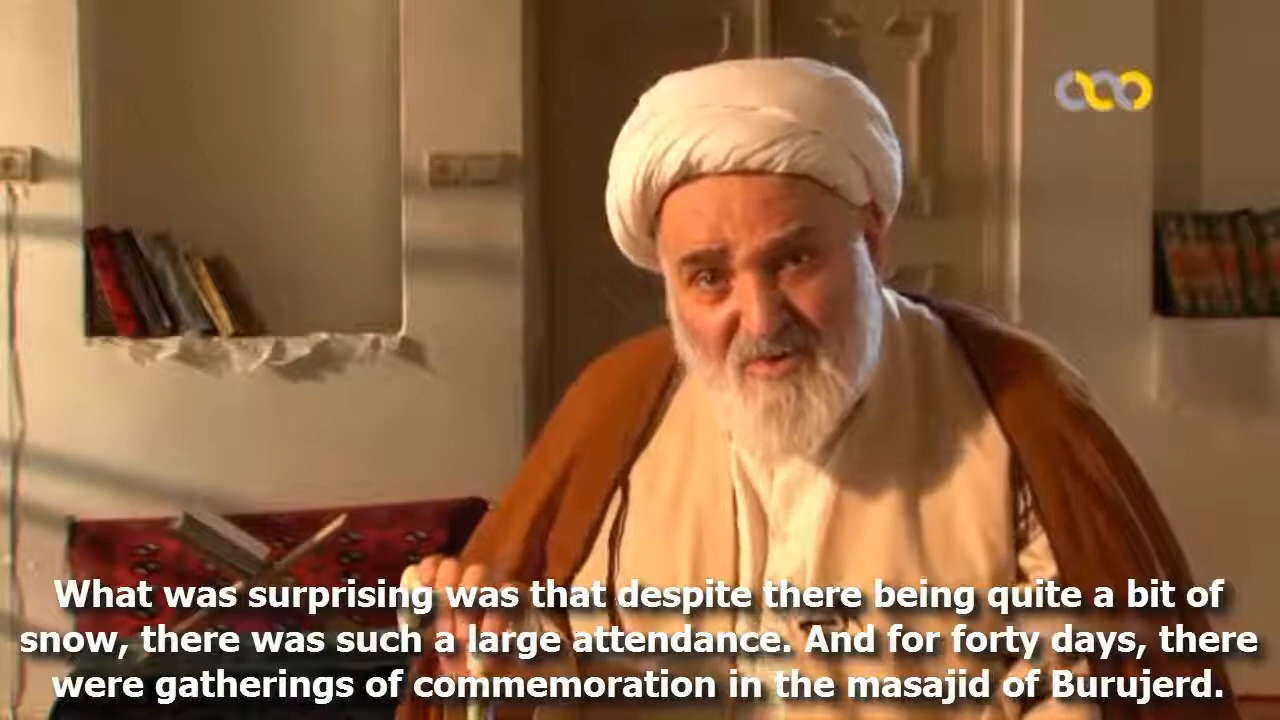 What was surprising was that despite there being quite a bit of
snow, there was such a large attendance. And for forty days, there
were gatherings of commemoration in the masajid of Burujerd.